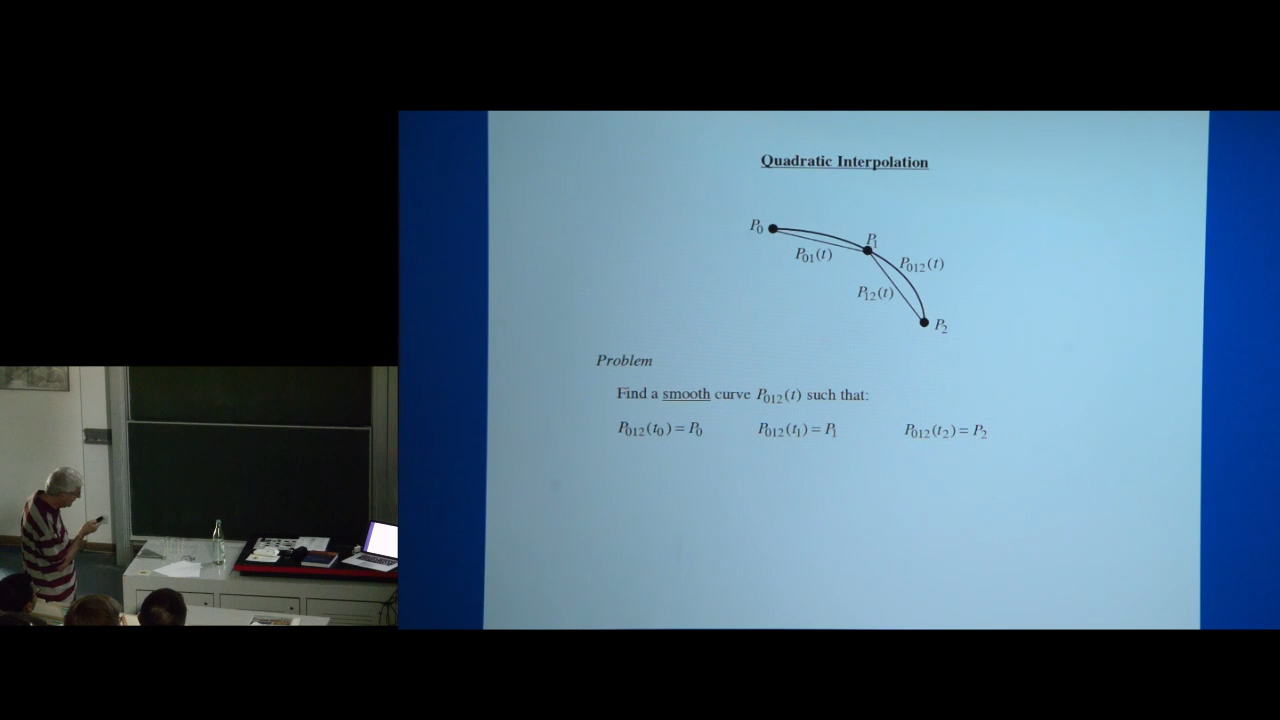 Quadratic Interpolation
P₀
P₁
P₀₁(t)
P₀₁₂(t)
P₁₂(t)
P₂
Problem
Find a smooth curve P₀₁₂(t) such that:
P₀₁₂(t₀) = P₀ P₀₁₂(t₁) = P₁ P₀₁₂(t₂) = P₂